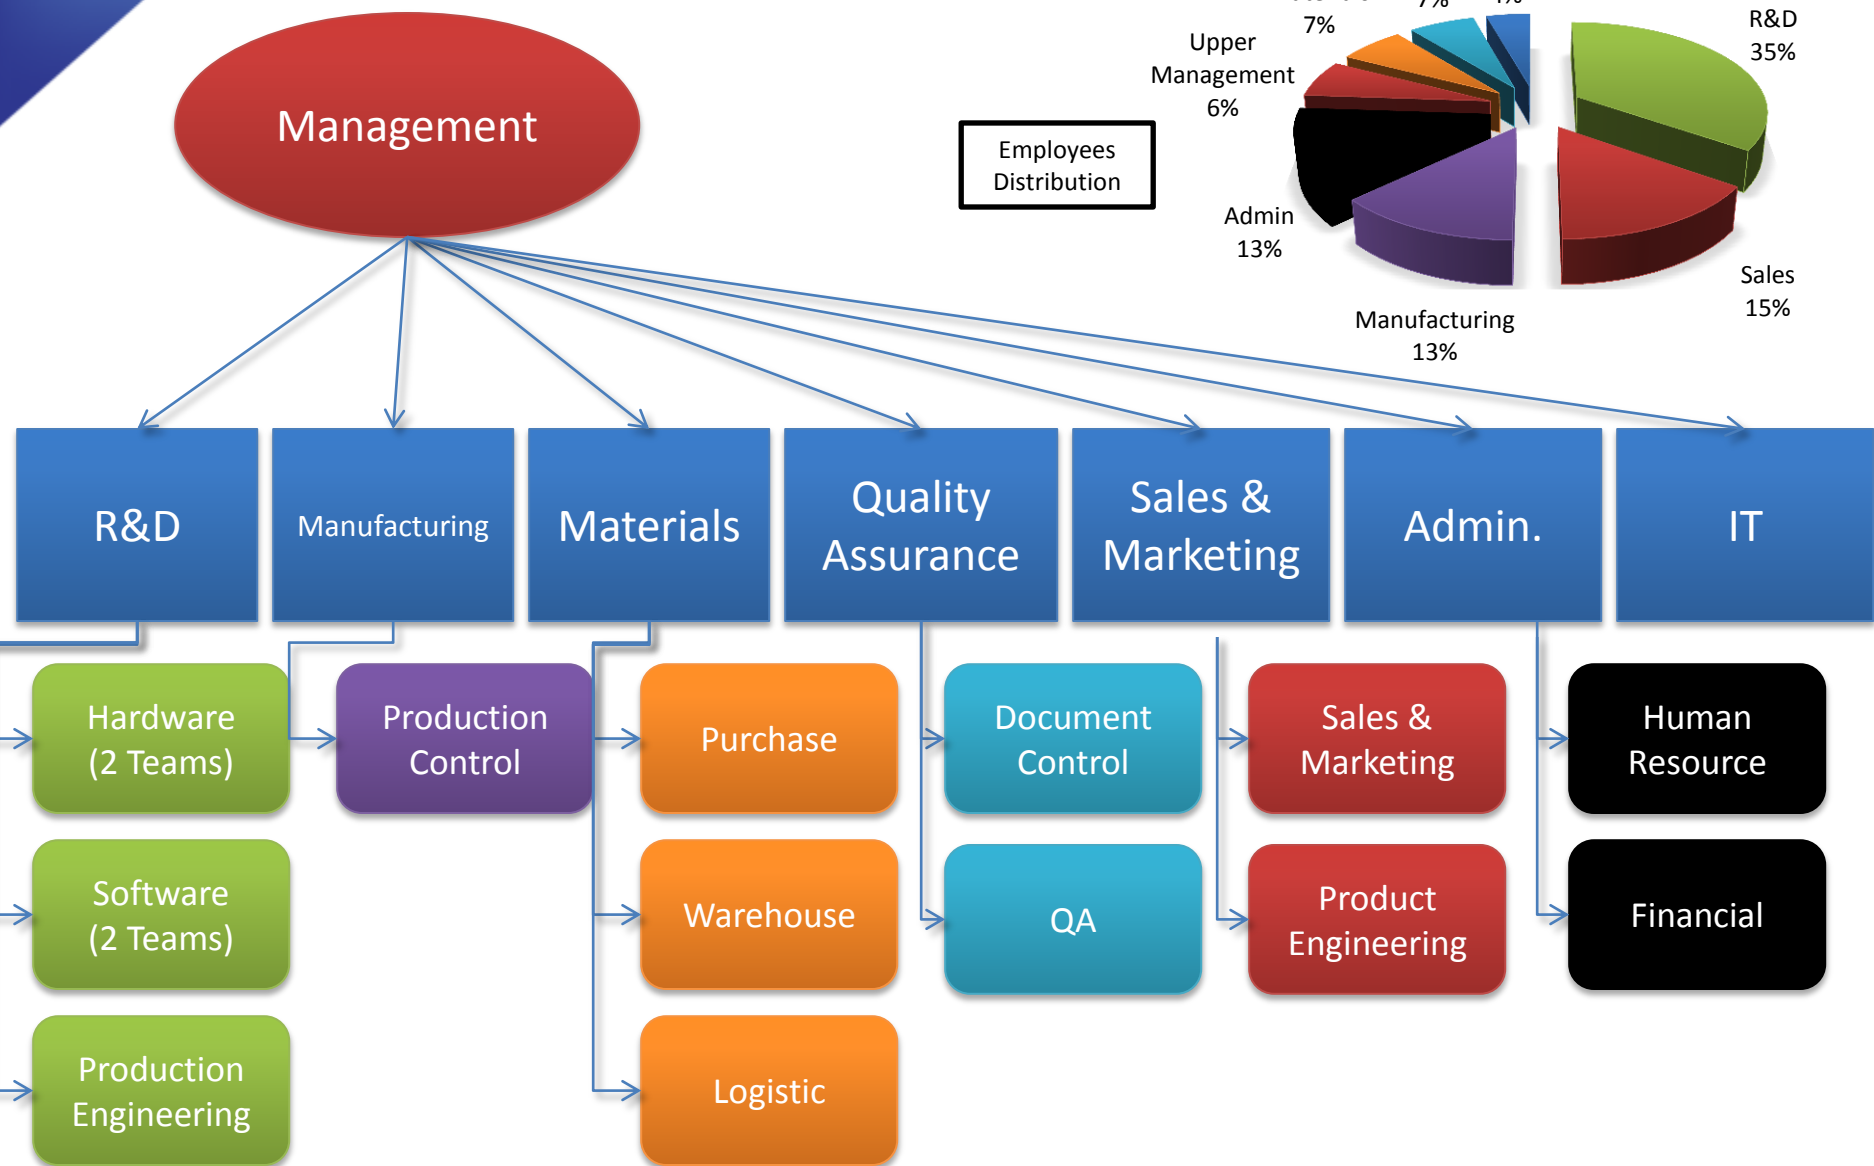 Management
7%
7%
4%
R&D
35%
Upper
Management
6%
Employees
Distribution
Admin
13%
Sales
15%
Manufacturing
13%
R&D
Manufacturing
Materials
Quality
Assurance
Sales &
Marketing
Admin.
IT
Hardware
(2 Teams)
Production
Control
Purchase
Document
Control
Sales &
Marketing
Human
Resource
Software
(2 Teams)
Warehouse
QA
Product
Engineering
Financial
Production
Engineering
Logistic